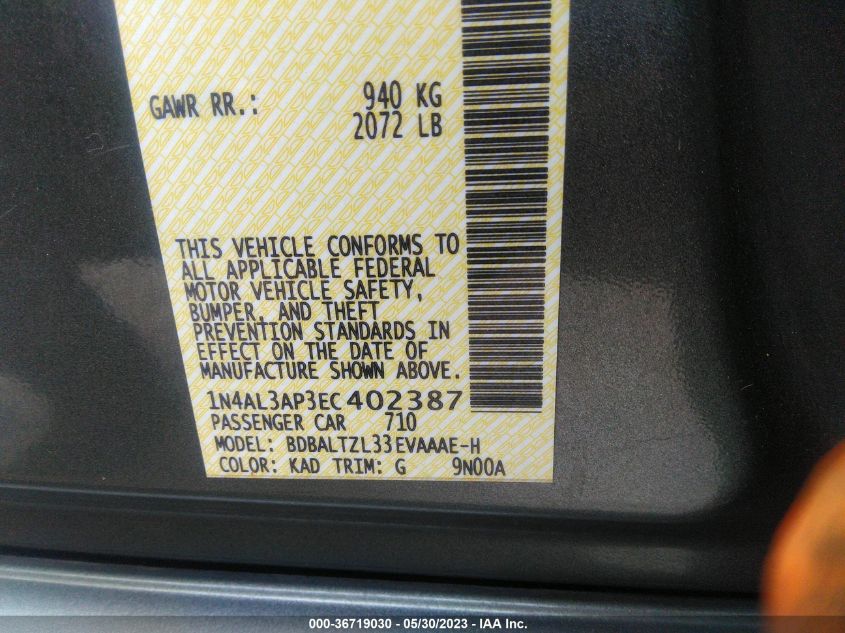 GAWR RR.: 940 KG
2072 LB
THIS VEHICLE CONFORMS TO
ALL APPLICABLE FEDERAL
MOTOR VEHICLE SAFETY,
BUMPER, AND THEFT
PREVENTION STANDARDS IN
EFFECT ON THE DATE OF
MANUFACTURE SHOWN ABOVE.
1N4AL3AP3EC402387
PASSENGER CAR 710
MODEL: BDBALTZL33EVAAAE-H
COLOR: KAD TRIM: G 9N00A
000-36719030 - 05/30/2023 - IAA Inc.